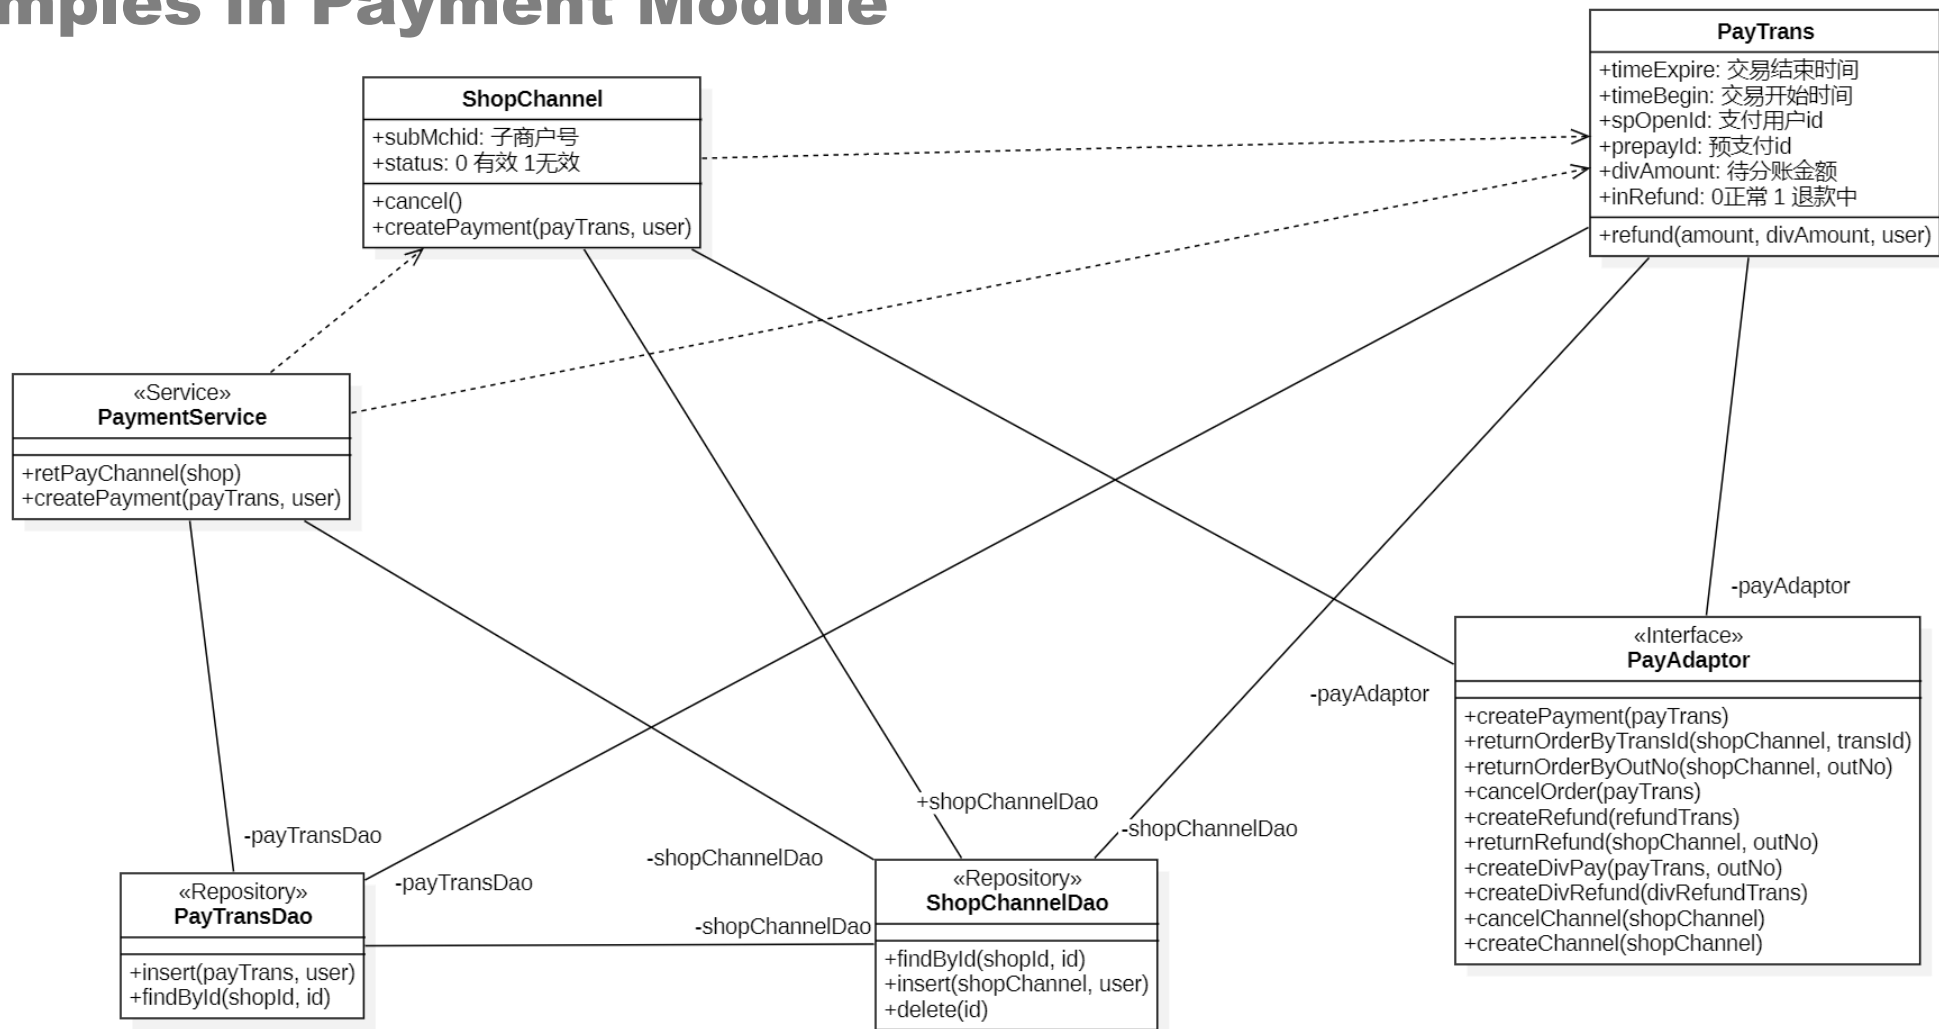 mples in Payment Module
ShopChannel
+subMchid: 子商户号
+status: 0 有效 1无效
+cancel()
+createPayment(payTrans, user)
PayTrans
+timeExpire: 交易结束时间
+timeBegin: 交易开始时间
+spOpenId: 支付用户id
+prepayId: 预支付id
+divAmount: 待分账金额
+inRefund: 0正常 1 退款中
+refund(amount, divAmount, user)
«Service»
PaymentService
+retPayChannel(shop)
+createPayment(payTrans, user)
-payAdaptor
-payAdaptor
«Interface»
PayAdaptor
+createPayment(payTrans)
+returnOrderByTransId(shopChannel, transId)
+returnOrderByOutNo(shopChannel, outNo)
+cancelOrder(payTrans)
+createRefund(refundTrans)
+returnRefund(shopChannel, outNo)
+createDivPay(payTrans, outNo)
+createDivRefund(divRefundTrans)
+cancelChannel(shopChannel)
+createChannel(shopChannel)
-payTransDao
-payTransDao
+shopChannelDao
-shopChannelDao
-shopChannelDao
-shopChannelDao
«Repository»
PayTransDao
+insert(payTrans, user)
+findById(shopId, id)
«Repository»
ShopChannelDao
+findById(shopId, id)
+insert(shopChannel, user)
+delete(id)